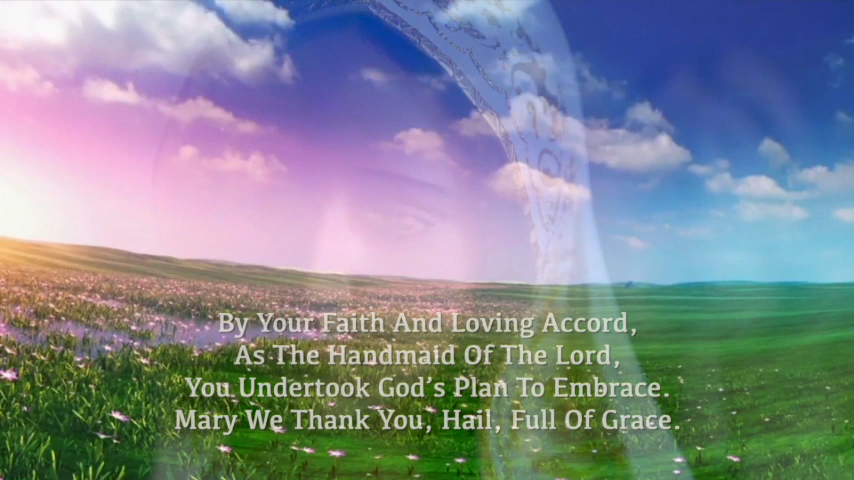 By Your Faith And Loving Accord,
As The Handmaid Of The Lord,
You Undertook God's Plan To Embrace.
Mary We Thank You, Hail, Full Of Grace.